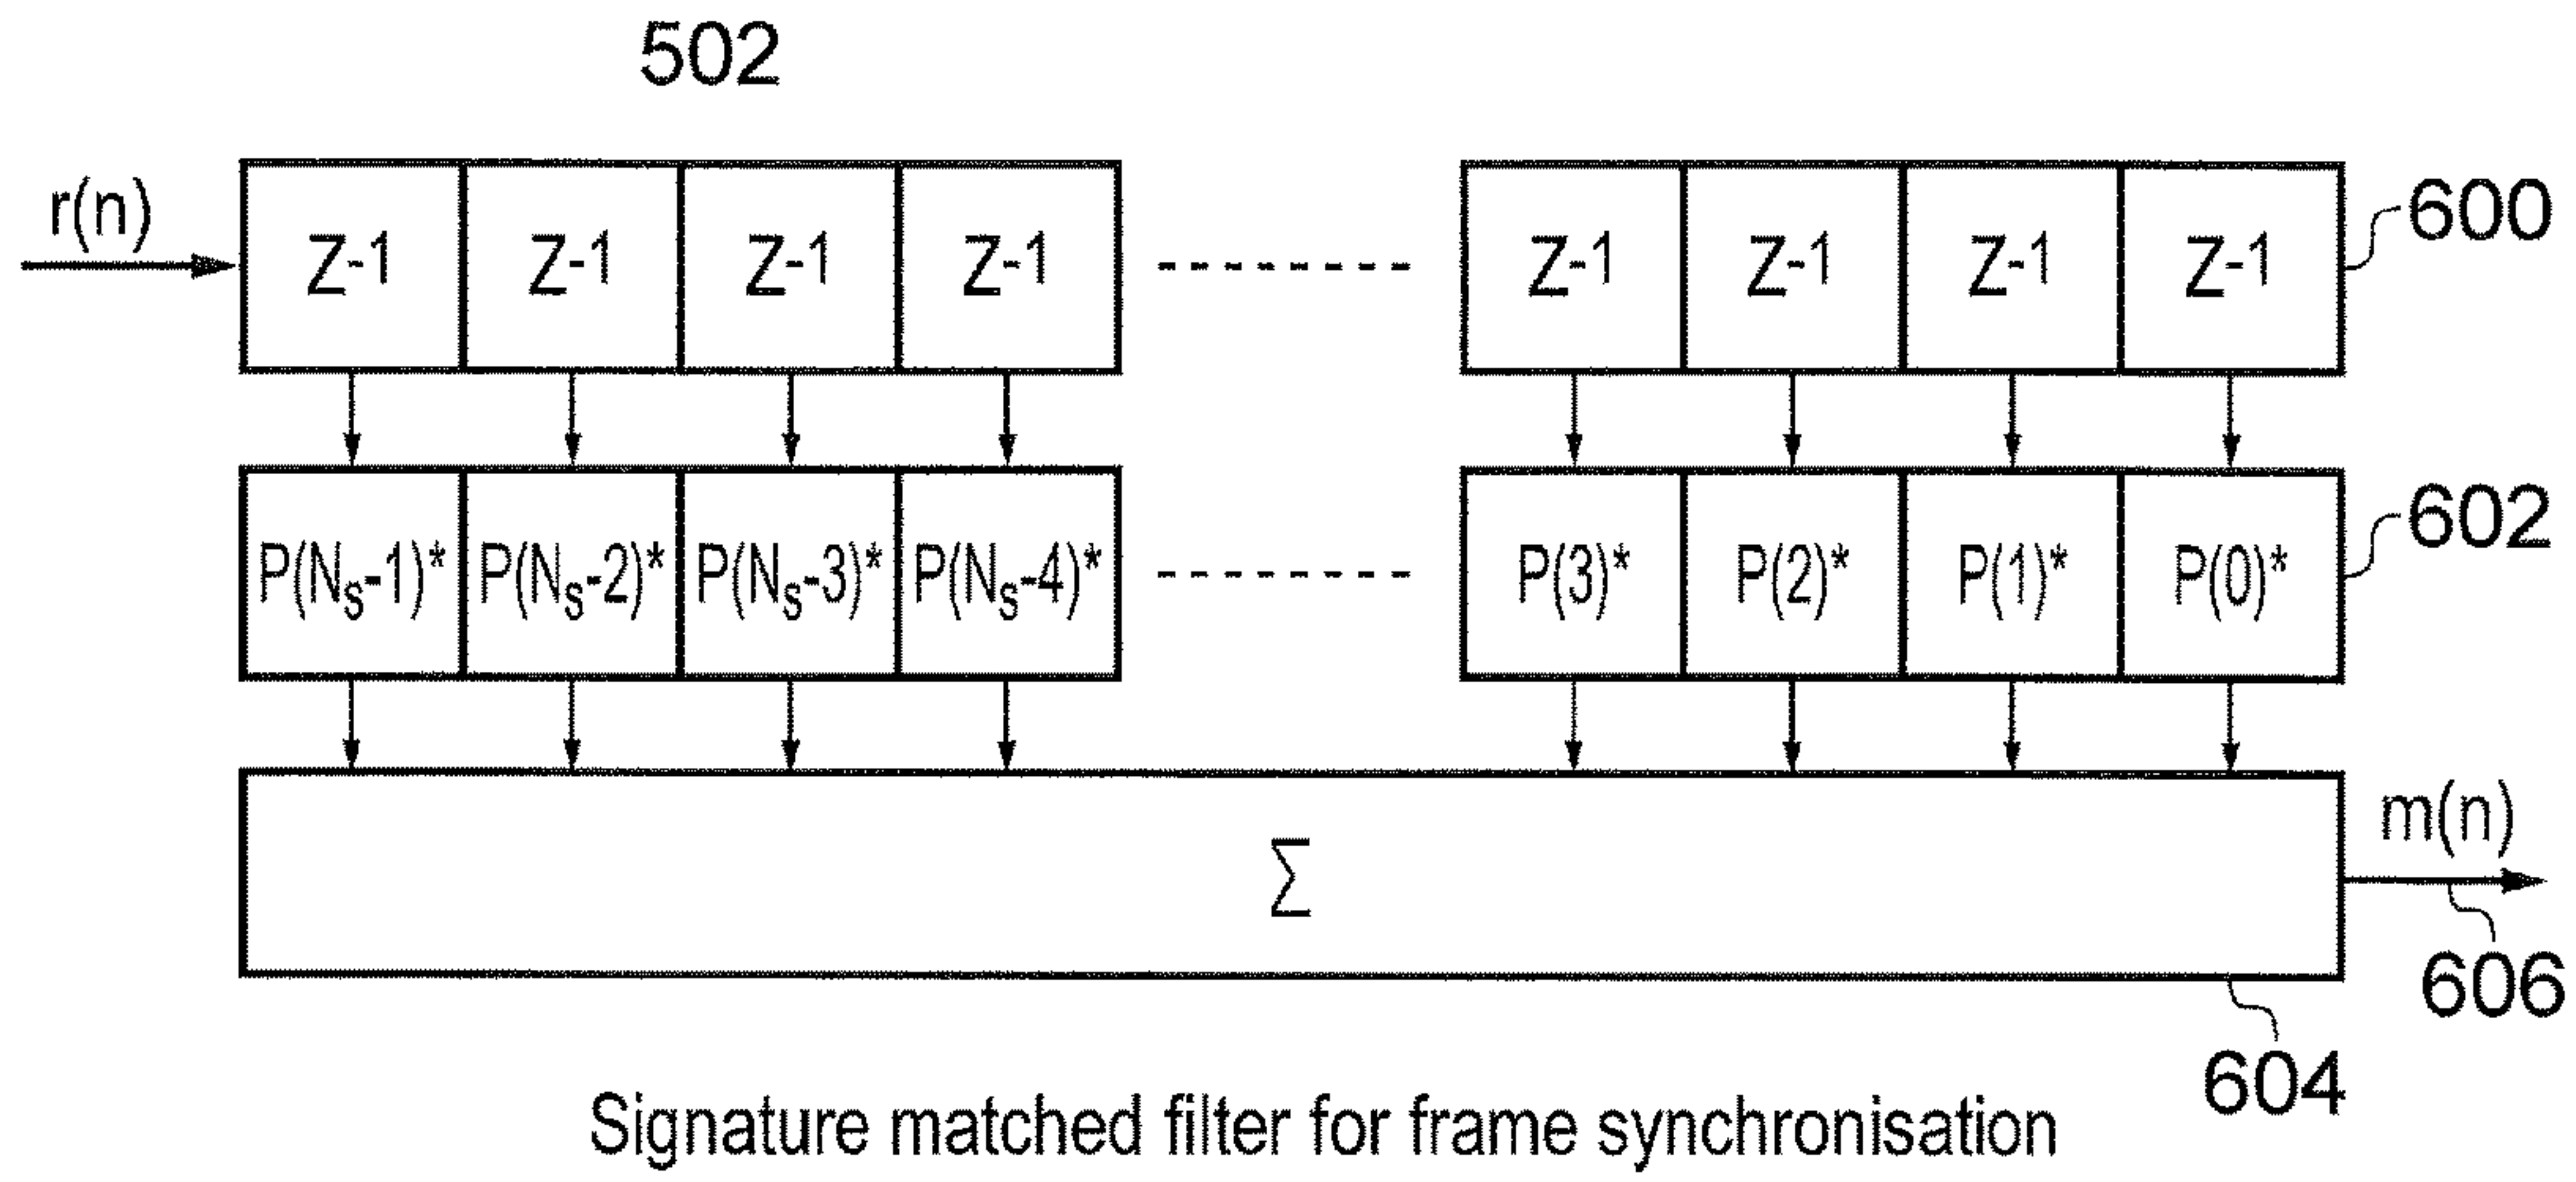 502
r(n)
Z-1 Z-1 Z-1 Z-1 Z-1 Z-1 Z-1 Z-1
600
P(Ns-1)* P(Ns-2)* P(Ns-3)* P(Ns-4)* P(3)* P(2)* P(1)* P(0)*
602
Σ
m(n)
606
604
Signature matched filter for frame synchronisation